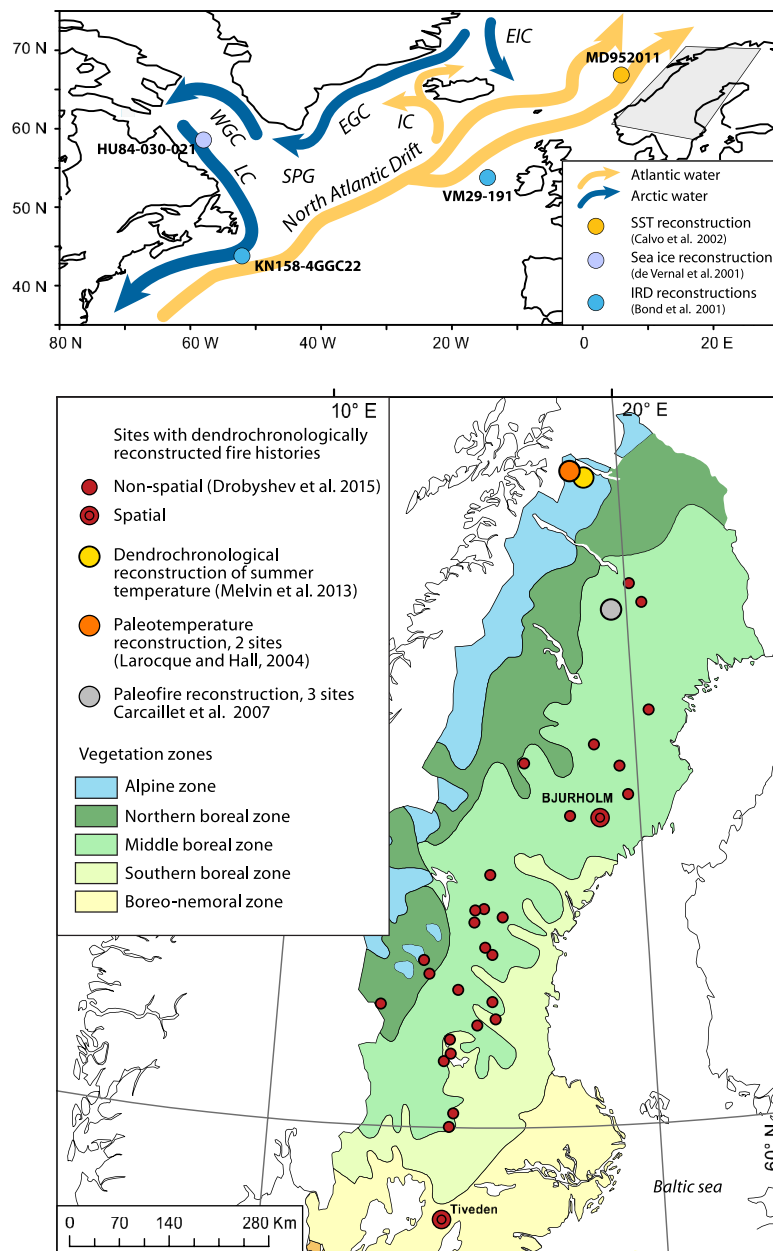 70 N
60 N
50 N
40 N
80 N
60 W
40 W
20 W
0
20 E
EIC
MD952011
WGC
EGC
IC
HU84-030-021
LC
SPG
North Atlantic Drift
VM29-191
KN158-4GGC22
Atlantic water
Arctic water
SST reconstruction
(Calvo et al. 2002)
Sea ice reconstruction
(de Vernal et al. 2001)
IRD reconstructions
(Bond et al. 2001)
10° E
20° E
Sites with dendrochronologically
reconstructed fire histories
Non-spatial (Drobyshev et al. 2015)
Spatial
Dendrochronological
reconstruction of summer
temperature (Melvin et al. 2013)
Paleotemperature
reconstruction, 2 sites
(Larocque and Hall, 2004)
Paleofire reconstruction, 3 sites
Carcaillet et al. 2007
Vegetation zones
Alpine zone
Northern boreal zone
Middle boreal zone
Southern boreal zone
Boreo-nemoral zone
BJURHOLM
60° N
Baltic sea
Tiveden
0 70 140 280 Km